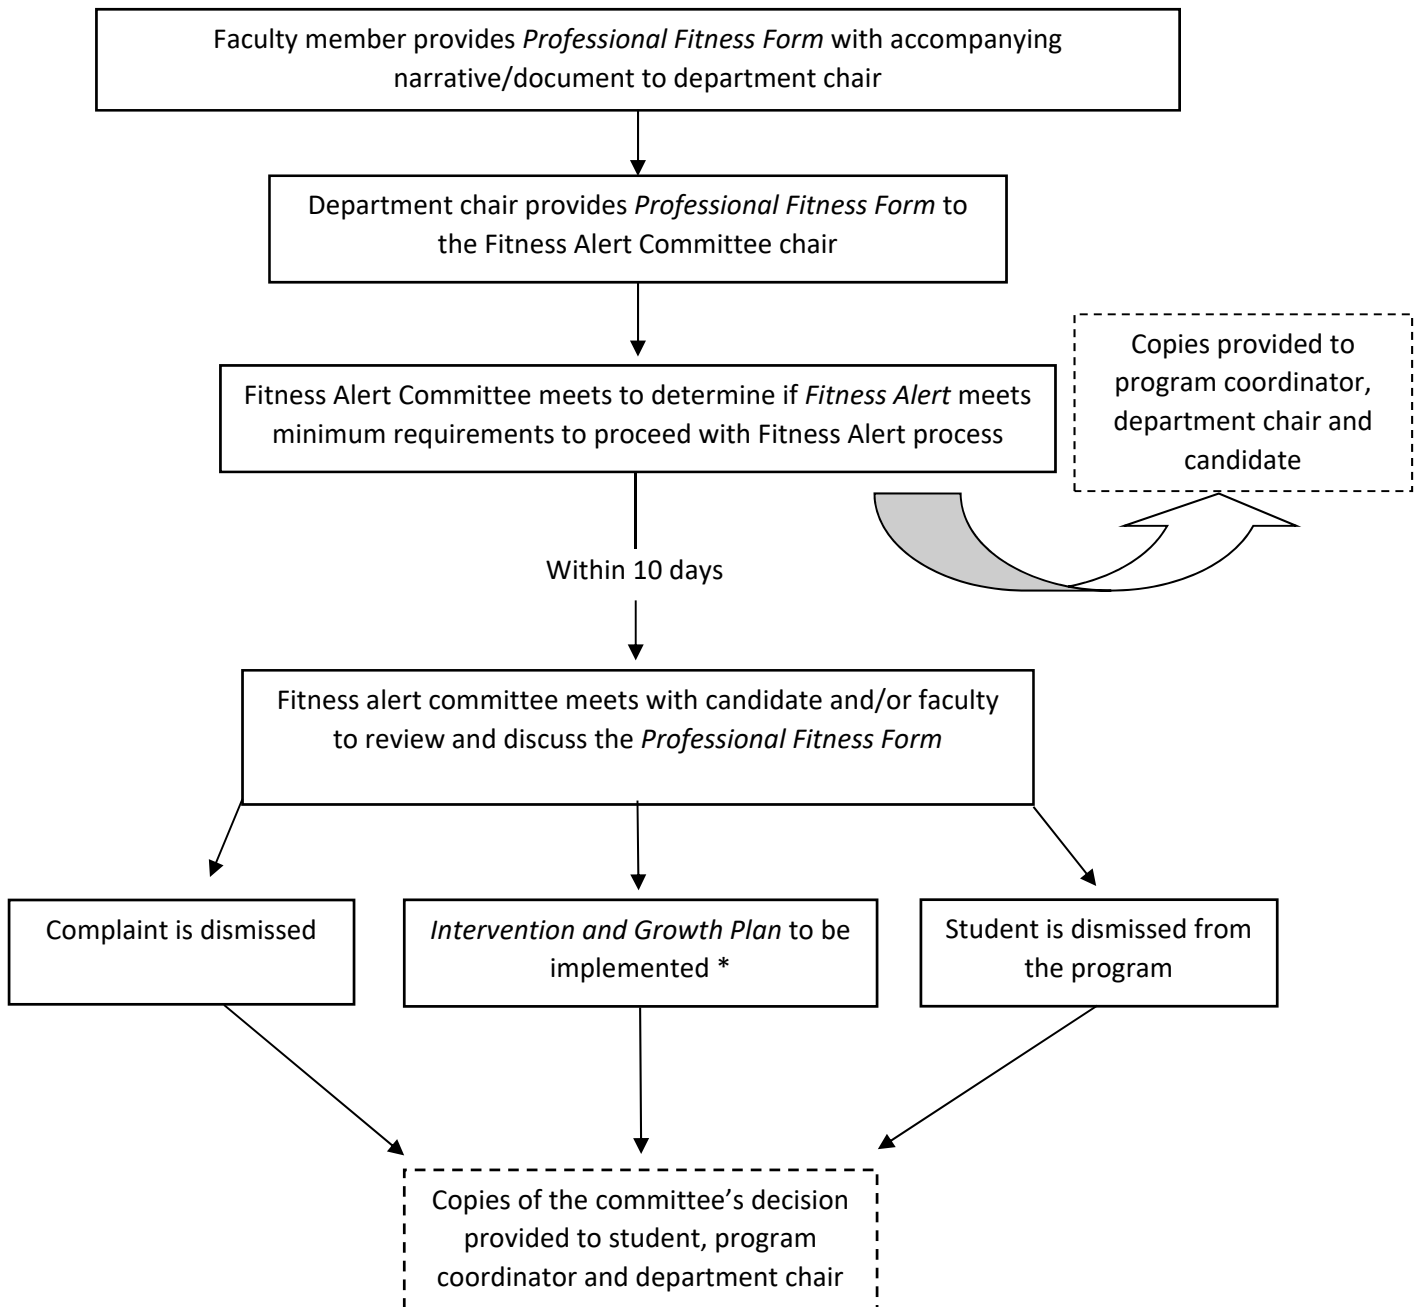 Faculty member provides Professional Fitness Form with accompanying
narrative/document to department chair
Department chair provides Professional Fitness Form to
the Fitness Alert Committee chair
Fitness Alert Committee meets to determine if Fitness Alert meets
minimum requirements to proceed with Fitness Alert process
Copies provided to
program coordinator,
department chair and
candidate
Within 10 days
Fitness alert committee meets with candidate and/or faculty
to review and discuss the Professional Fitness Form
Complaint is dismissed
Intervention and Growth Plan to be
implemented *
Student is dismissed from
the program
Copies of the committee’s decision
provided to student, program
coordinator and department chair